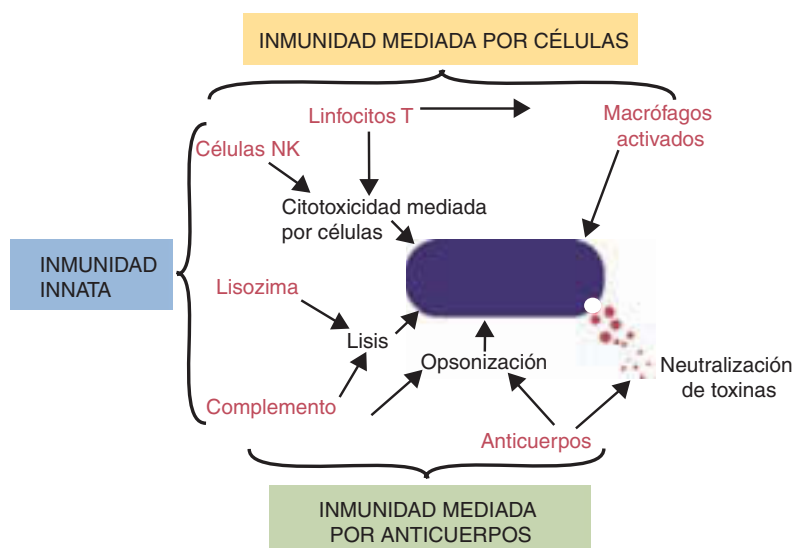 INMUNIDAD MEDIADA POR CÉLULAS
Linfocitos T
Macrófagos
activados
Células NK
Citotoxicidad mediada
por células
INMUNIDAD
INNATA
Lisozima
Lisis
Opsonización
Neutralización
de toxinas
Complemento
Anticuerpos
INMUNIDAD MEDIADA
POR ANTICUERPOS